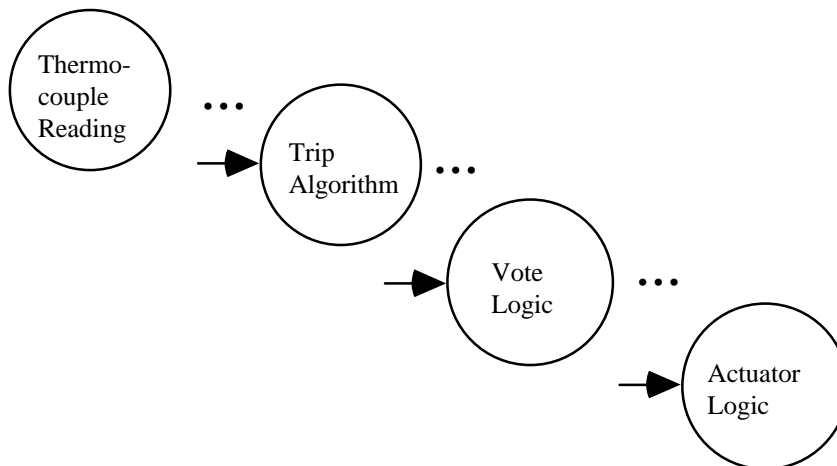 Thermo-
couple
Reading
...
Trip
Algorithm
...
Vote
Logic
...
Actuator
Logic